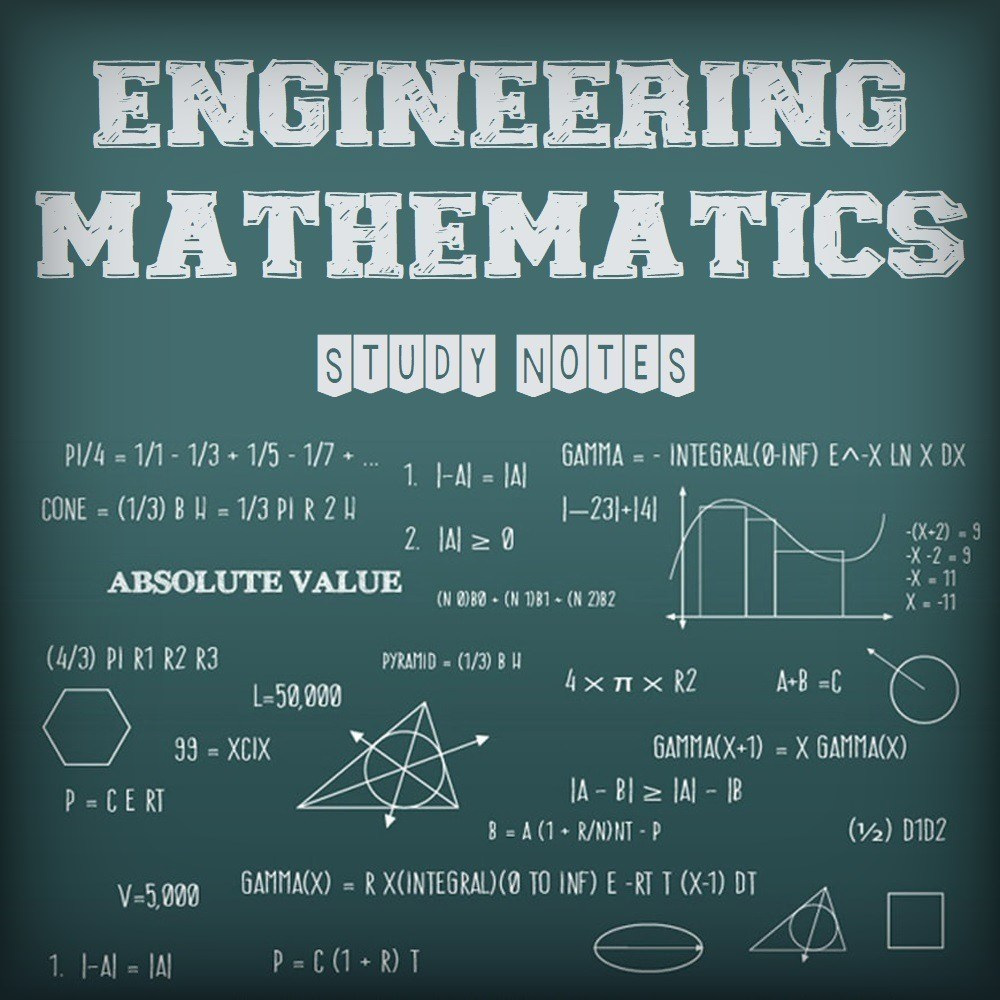 ENGINEERING
MATHEMATICS
STUDY NOTES
PI/4 = 1/1 - 1/3 + 1/5 - 1/7 + ...
1. |-A| = |A|
GAMMA = - INTEGRAL(0-INF) E^-X LN X DX
CONE = (1/3) B H = 1/3 PI R 2 H
|—23|+|4|
2. |A| ≥ 0
-(X+2) = 9
-X -2 = 9
-X = 11
X = -11
ABSOLUTE VALUE
(N 0)B0 + (N 1)B1 + (N 2)B2
(4/3) PI R1 R2 R3
PYRAMID = (1/3) B H
4 × π × R2
A+B =C
L=50,000
99 = XCIX
GAMMA(X+1) = X GAMMA(X)
P = C E RT
|A - B| ≥ |A| - |B
B = A (1 + R/N)NT - P
(½) D1D2
V=5,000
GAMMA(X) = R X(INTEGRAL)(0 TO INF) E -RT T (X-1) DT
1. |-A| = |A|
P = C (1 + R) T